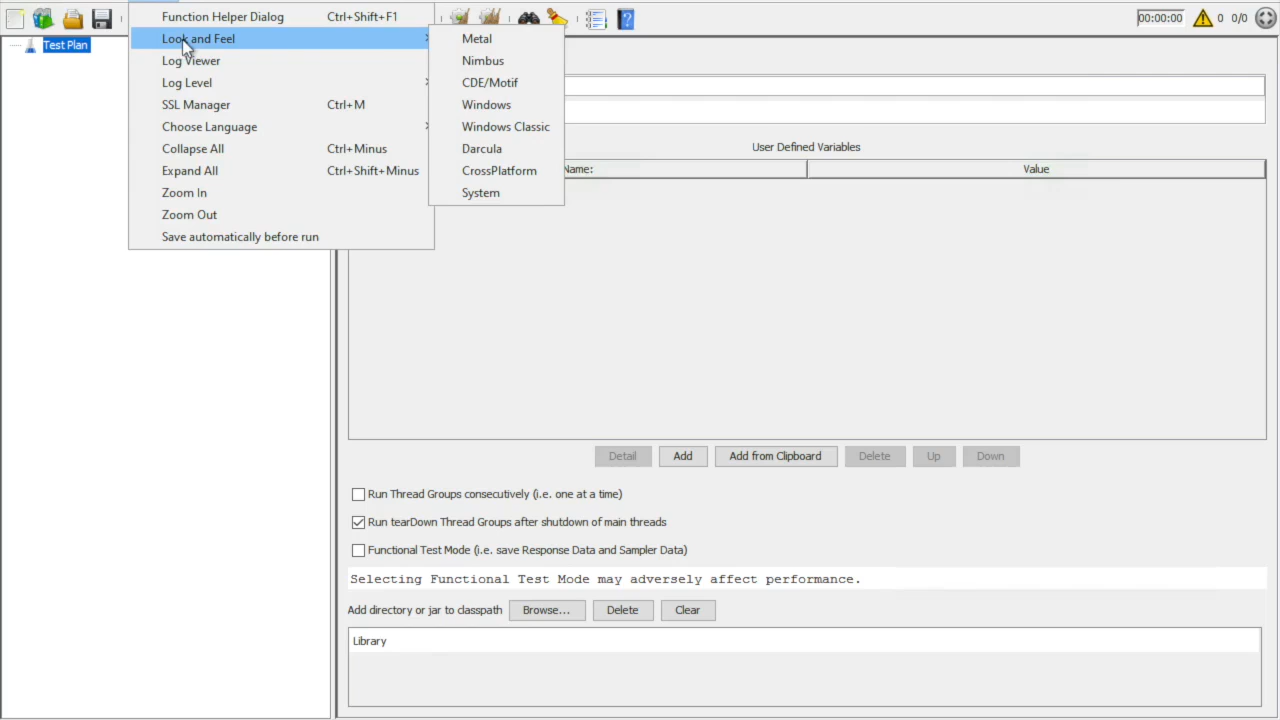 00:00:00 0 0/0
Function Helper Dialog Ctrl+Shift+F1
Look and Feel
Log Viewer
Log Level
SSL Manager Ctrl+M
Choose Language
Collapse All Ctrl+Minus
Expand All Ctrl+Shift+Minus
Zoom In
Zoom Out
Save automatically before run
Metal
Nimbus
CDE/Motif
Windows
Windows Classic
Darcula
CrossPlatform
System
Test Plan
User Defined Variables
Name: Value
Detail Add Add from Clipboard Delete Up Down
Run Thread Groups consecutively (i.e. one at a time)
Run tearDown Thread Groups after shutdown of main threads
Functional Test Mode (i.e. save Response Data and Sampler Data)
Selecting Functional Test Mode may adversely affect performance.
Add directory or jar to classpath Browse... Delete Clear
Library